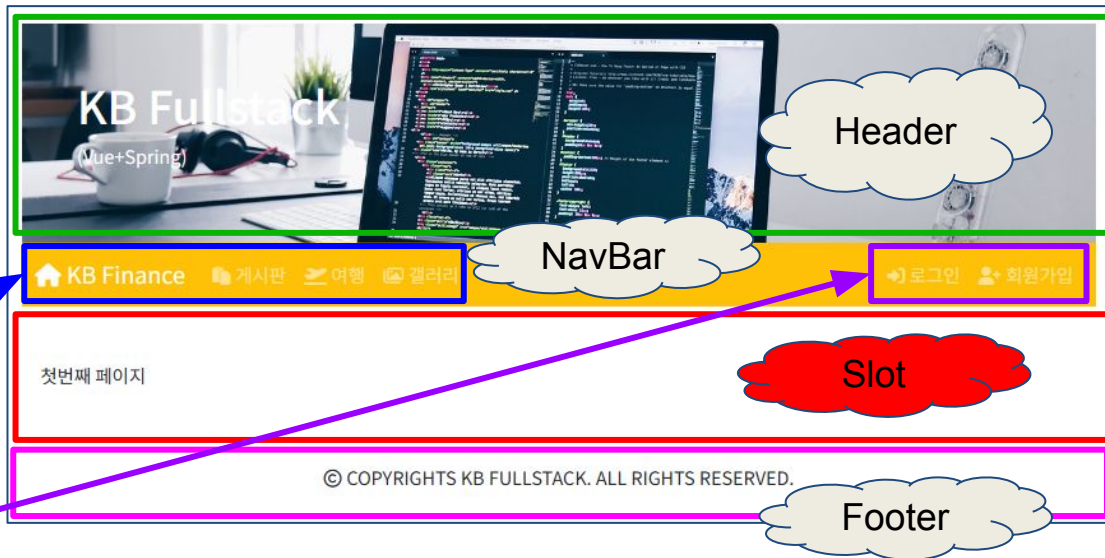 KB Fullstack
(Vue+Spring)
Header
NavBar
KB Finance 게시판 여행 갤러리 로그인 회원가입
첫번째 페이지
Slot
© COPYRIGHTS KB FULLSTACK. ALL RIGHTS RESERVED.
Footer